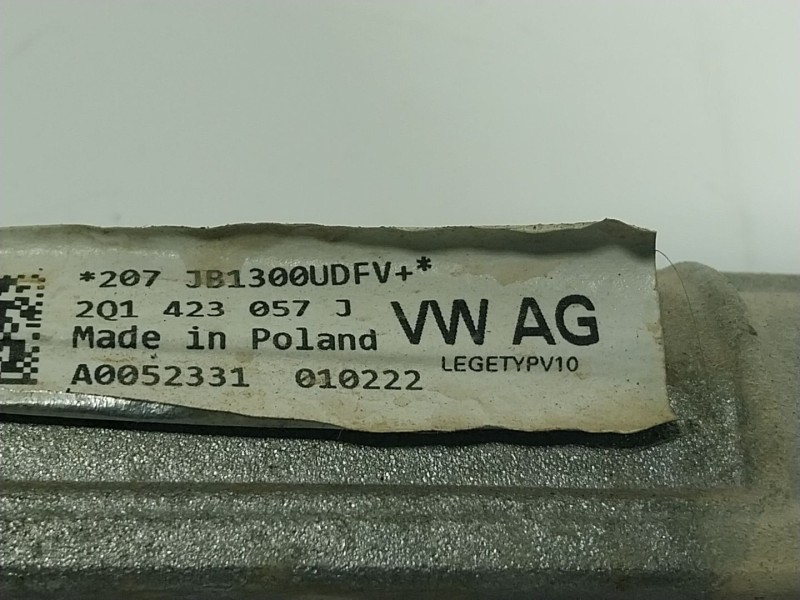 *207 JB1300UDFV+*
2Q1 423 057 J
VW AG
Made in Poland
LEGETYPV10
A0052331 010222